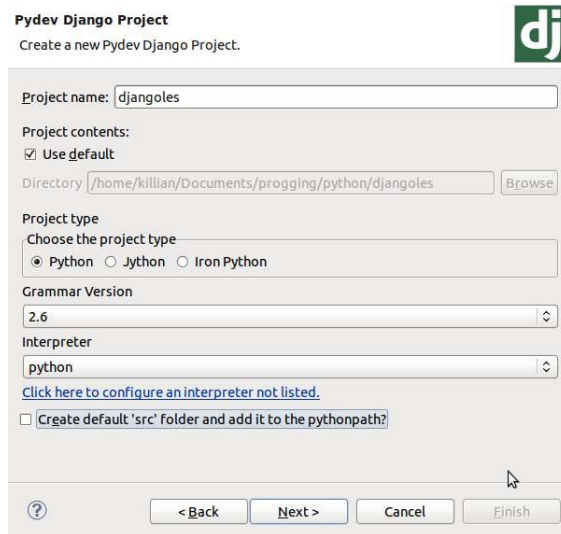 Pydev Django Project
Create a new Pydev Django Project.
dj
Project name: djangoles
Project contents:
Use default
Directory /home/killian/Documents/progging/python/djangoles Browse
Project type
Choose the project type
Python Jython Iron Python
Grammar Version
2.6
Interpreter
python
Click here to configure an interpreter not listed.
Create default 'src' folder and add it to the pythonpath?
? < Back Next > Cancel Finish